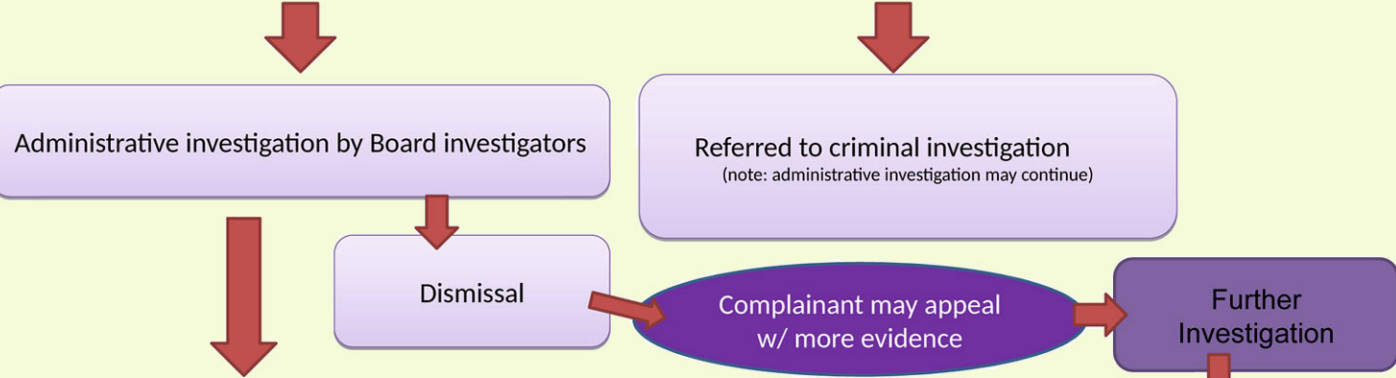 Administrative investigation by Board investigators
Referred to criminal investigation
(note: administrative investigation may continue)
Dismissal
Complainant may appeal
w/ more evidence
Further
Investigation